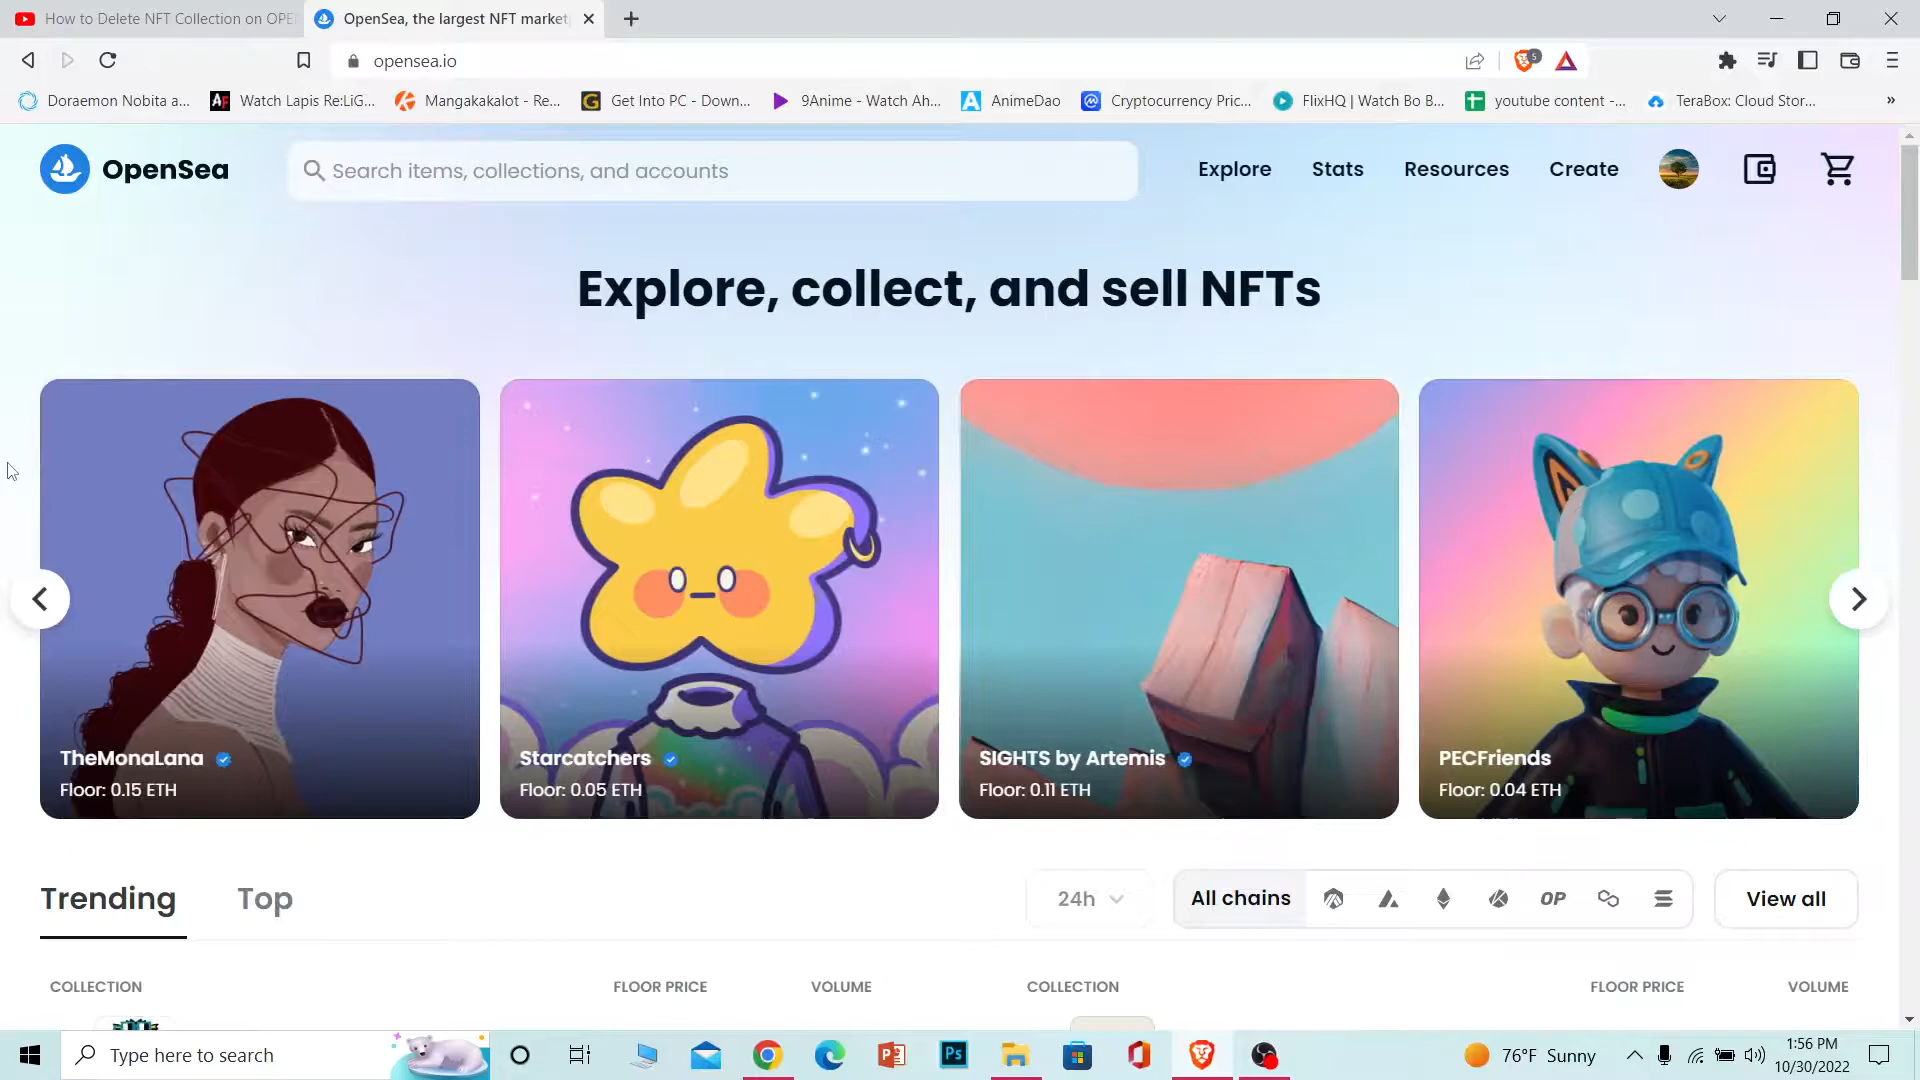 How to Delete NFT Collection on OPE
OpenSea, the largest NFT market
opensea.io
5
Doraemon Nobita a...
AF Watch Lapis Re:LiG...
Mangakakalot - Re...
G Get Into PC - Down...
9Anime - Watch Ah...
A AnimeDao
Cryptocurrency Pric...
FlixHQ | Watch Bo B...
youtube content -...
TeraBox: Cloud Stor...
»
OpenSea
Search items, collections, and accounts
Explore
Stats
Resources
Create
Explore, collect, and sell NFTs
TheMonaLana
Floor: 0.15 ETH
Starcatchers
Floor: 0.05 ETH
SIGHTS by Artemis
Floor: 0.11 ETH
PECFriends
Floor: 0.04 ETH
Trending
Top
24h
All chains
OP
View all
COLLECTION FLOOR PRICE VOLUME
COLLECTION FLOOR PRICE VOLUME
Type here to search
Ps
76°F Sunny
1:56 PM
10/30/2022